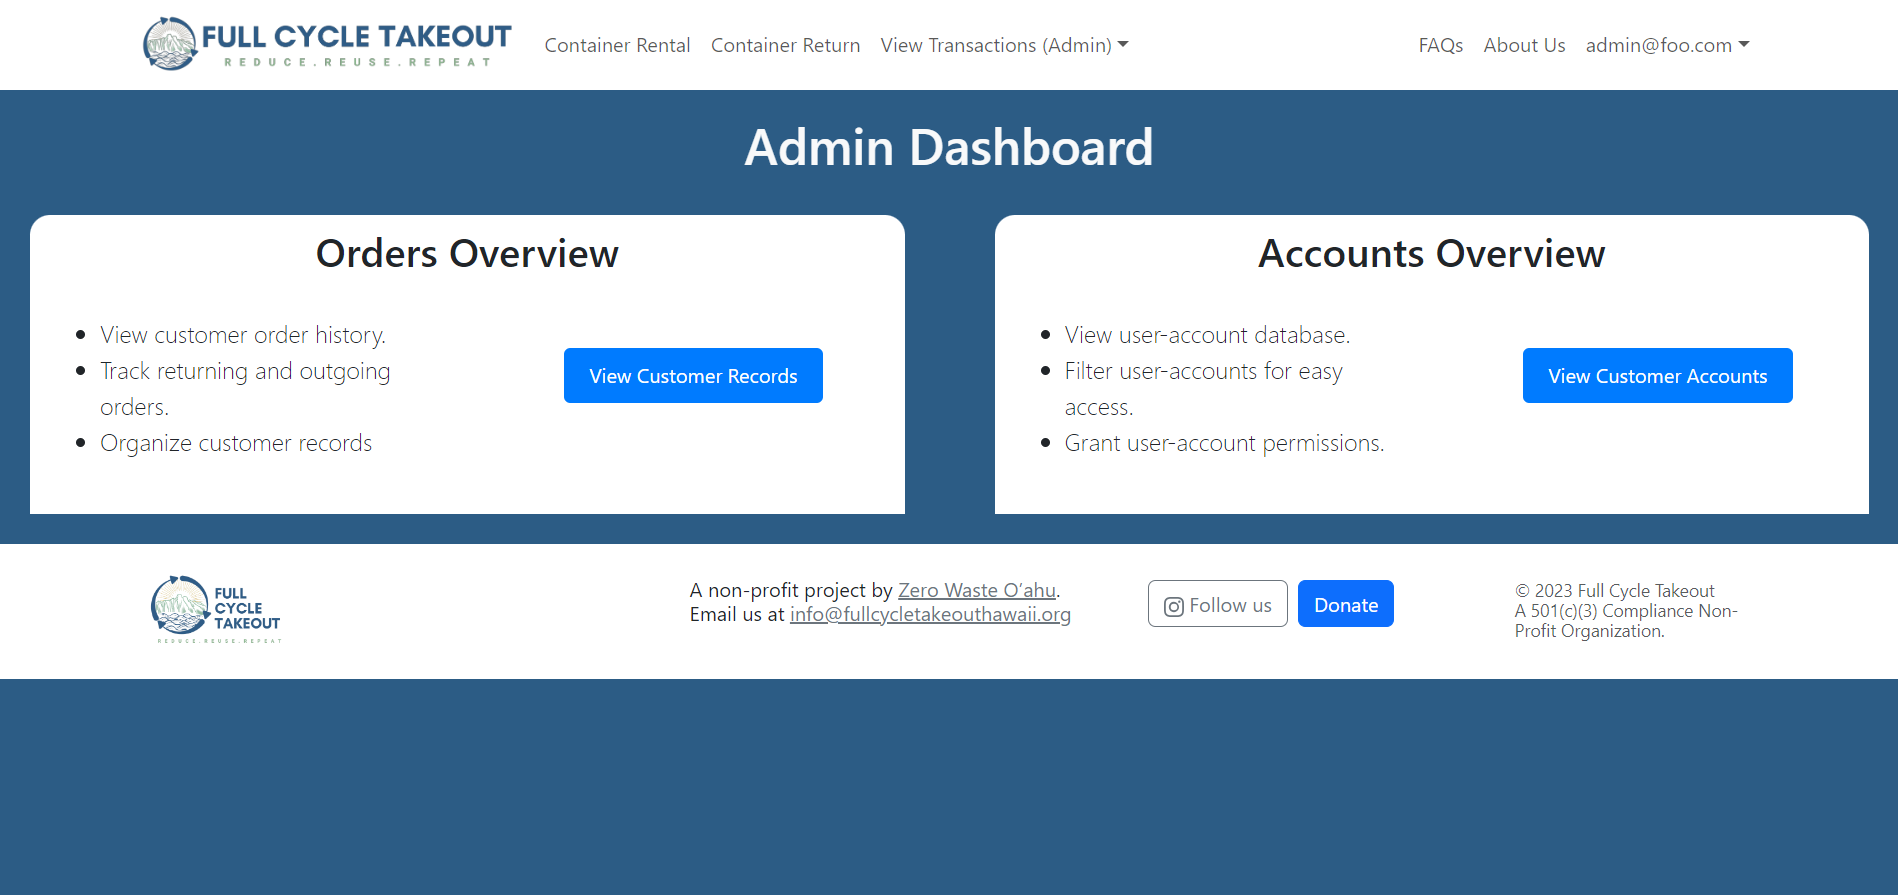 FULL CYCLE TAKEOUT
REDUCE.REUSE.REPEAT
Container Rental
Container Return
View Transactions (Admin)
FAQs
About Us
admin@foo.com
Admin Dashboard
Orders Overview
View customer order history.
Track returning and outgoing
orders.
Organize customer records
View Customer Records
Accounts Overview
View user-account database.
Filter user-accounts for easy
access.
Grant user-account permissions.
View Customer Accounts
FULL
CYCLE
TAKEOUT
REDUCE.REUSE.REPEAT
A non-profit project by Zero Waste O’ahu.
Email us at info@fullcycletakeouthawaii.org
Follow us
Donate
© 2023 Full Cycle Takeout
A 501(c)(3) Compliance Non-
Profit Organization.